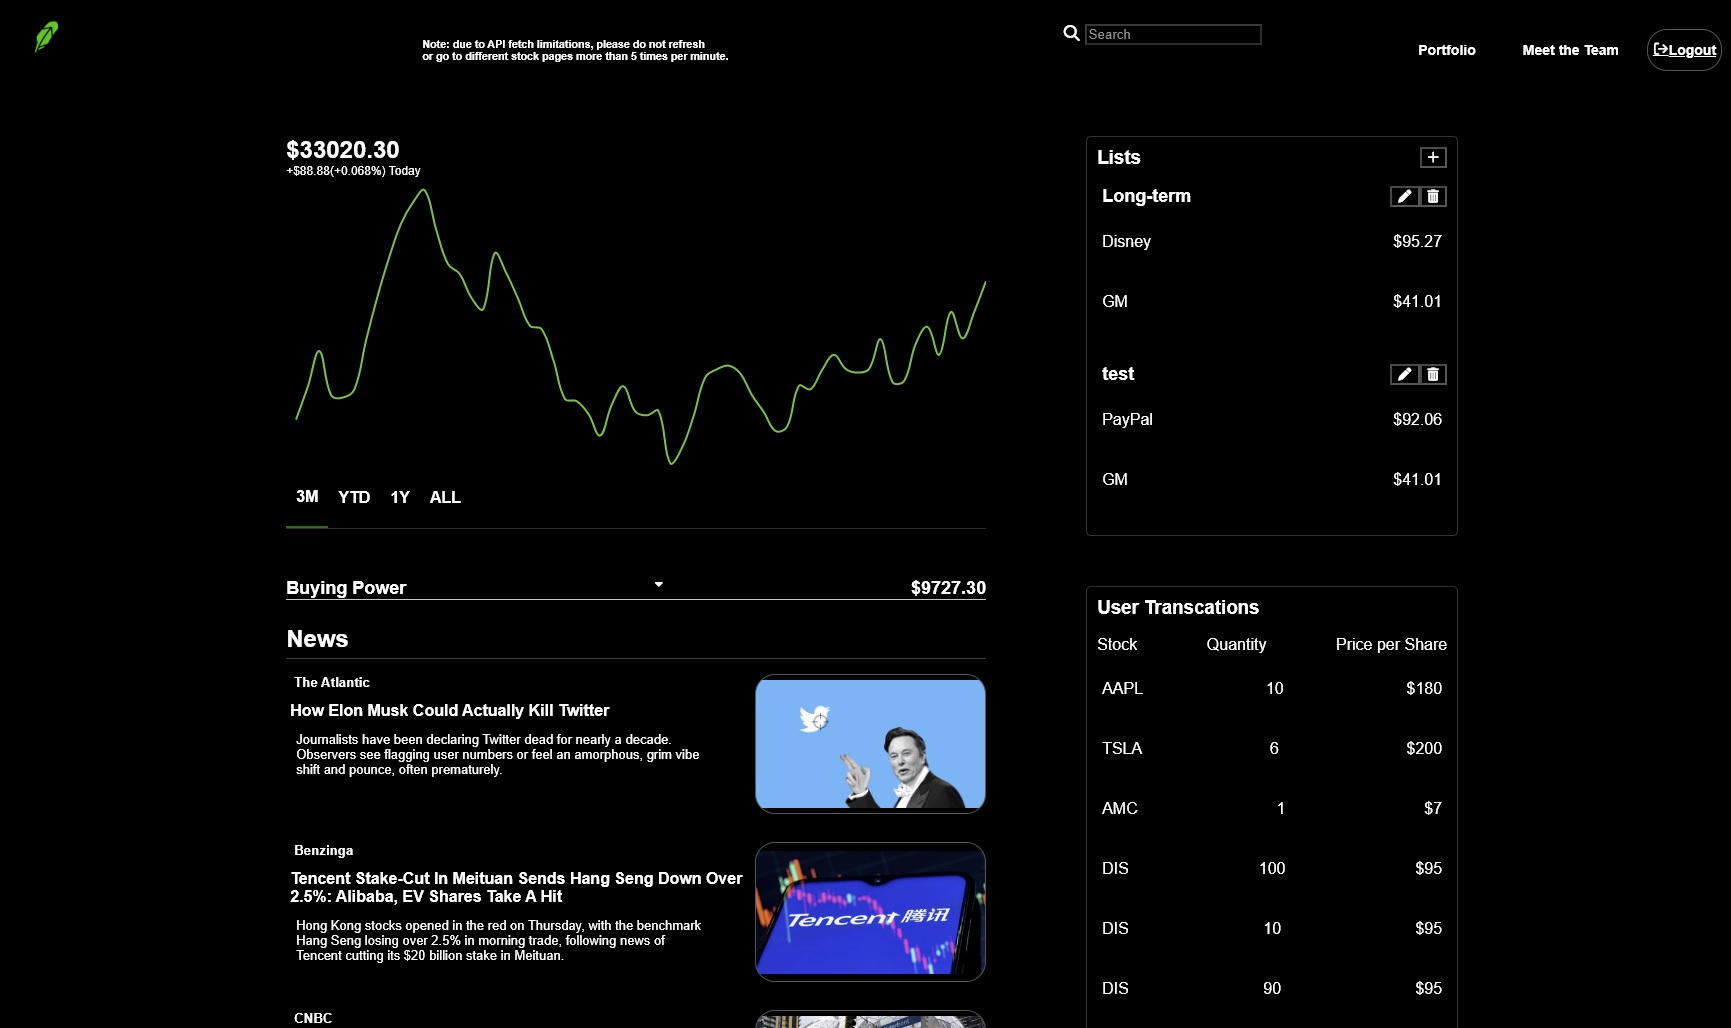 Note: due to API fetch limitations, please do not refresh
or go to different stock pages more than 5 times per minute.
Search
Portfolio
Meet the Team
Logout
$33020.30
+$88.88(+0.068%) Today
3M YTD 1Y ALL
Buying Power $9727.30
News
The Atlantic
How Elon Musk Could Actually Kill Twitter
Journalists have been declaring Twitter dead for nearly a decade.
Observers see flagging user numbers or feel an amorphous, grim vibe
shift and pounce, often prematurely.
Benzinga
Tencent Stake-Cut In Meituan Sends Hang Seng Down Over
2.5%: Alibaba, EV Shares Take A Hit
Hong Kong stocks opened in the red on Thursday, with the benchmark
Hang Seng losing over 2.5% in morning trade, following news of
Tencent cutting its $20 billion stake in Meituan.
Tencent 腾讯
CNBC
Lists
Long-term
Disney $95.27
GM $41.01
test
PayPal $92.06
GM $41.01
User Transcations
Stock Quantity Price per Share
AAPL 10 $180
TSLA 6 $200
AMC 1 $7
DIS 100 $95
DIS 10 $95
DIS 90 $95